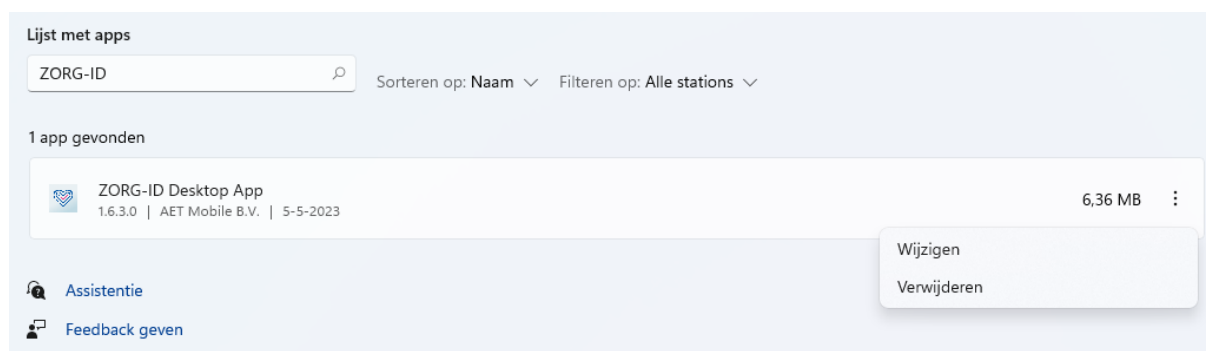 Lijst met apps
ZORG-ID
Sorteren op: Naam Filteren op: Alle stations
1 app gevonden
ZORG-ID Desktop App
1.6.3.0 | AET Mobile B.V. | 5-5-2023
6,36 MB
Wijzigen
Verwijderen
Assistentie
Feedback geven